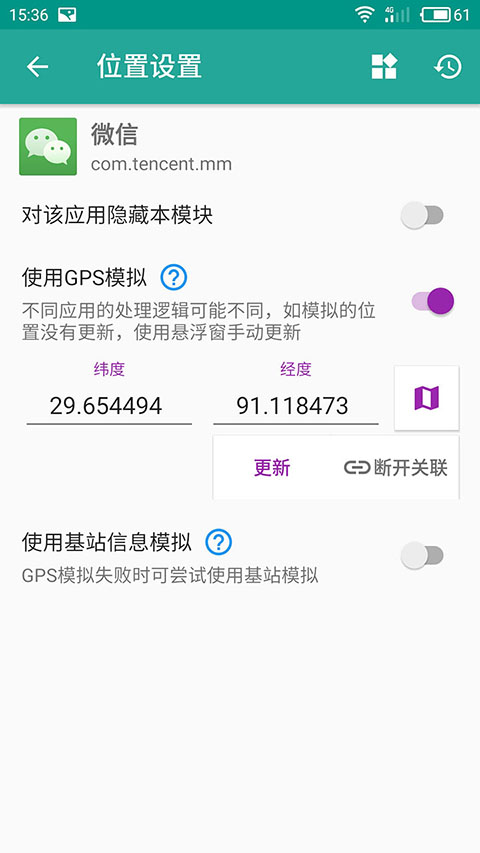 15:36
4G
61
位置设置
微信
com.tencent.mm
对该应用隐藏本模块
使用GPS模拟 ?
不同应用的处理逻辑可能不同，如模拟的位
置没有更新，使用悬浮窗手动更新
纬度 经度
29.654494 91.118473
更新 断开关联
使用基站信息模拟 ?
GPS模拟失败时可尝试使用基站模拟